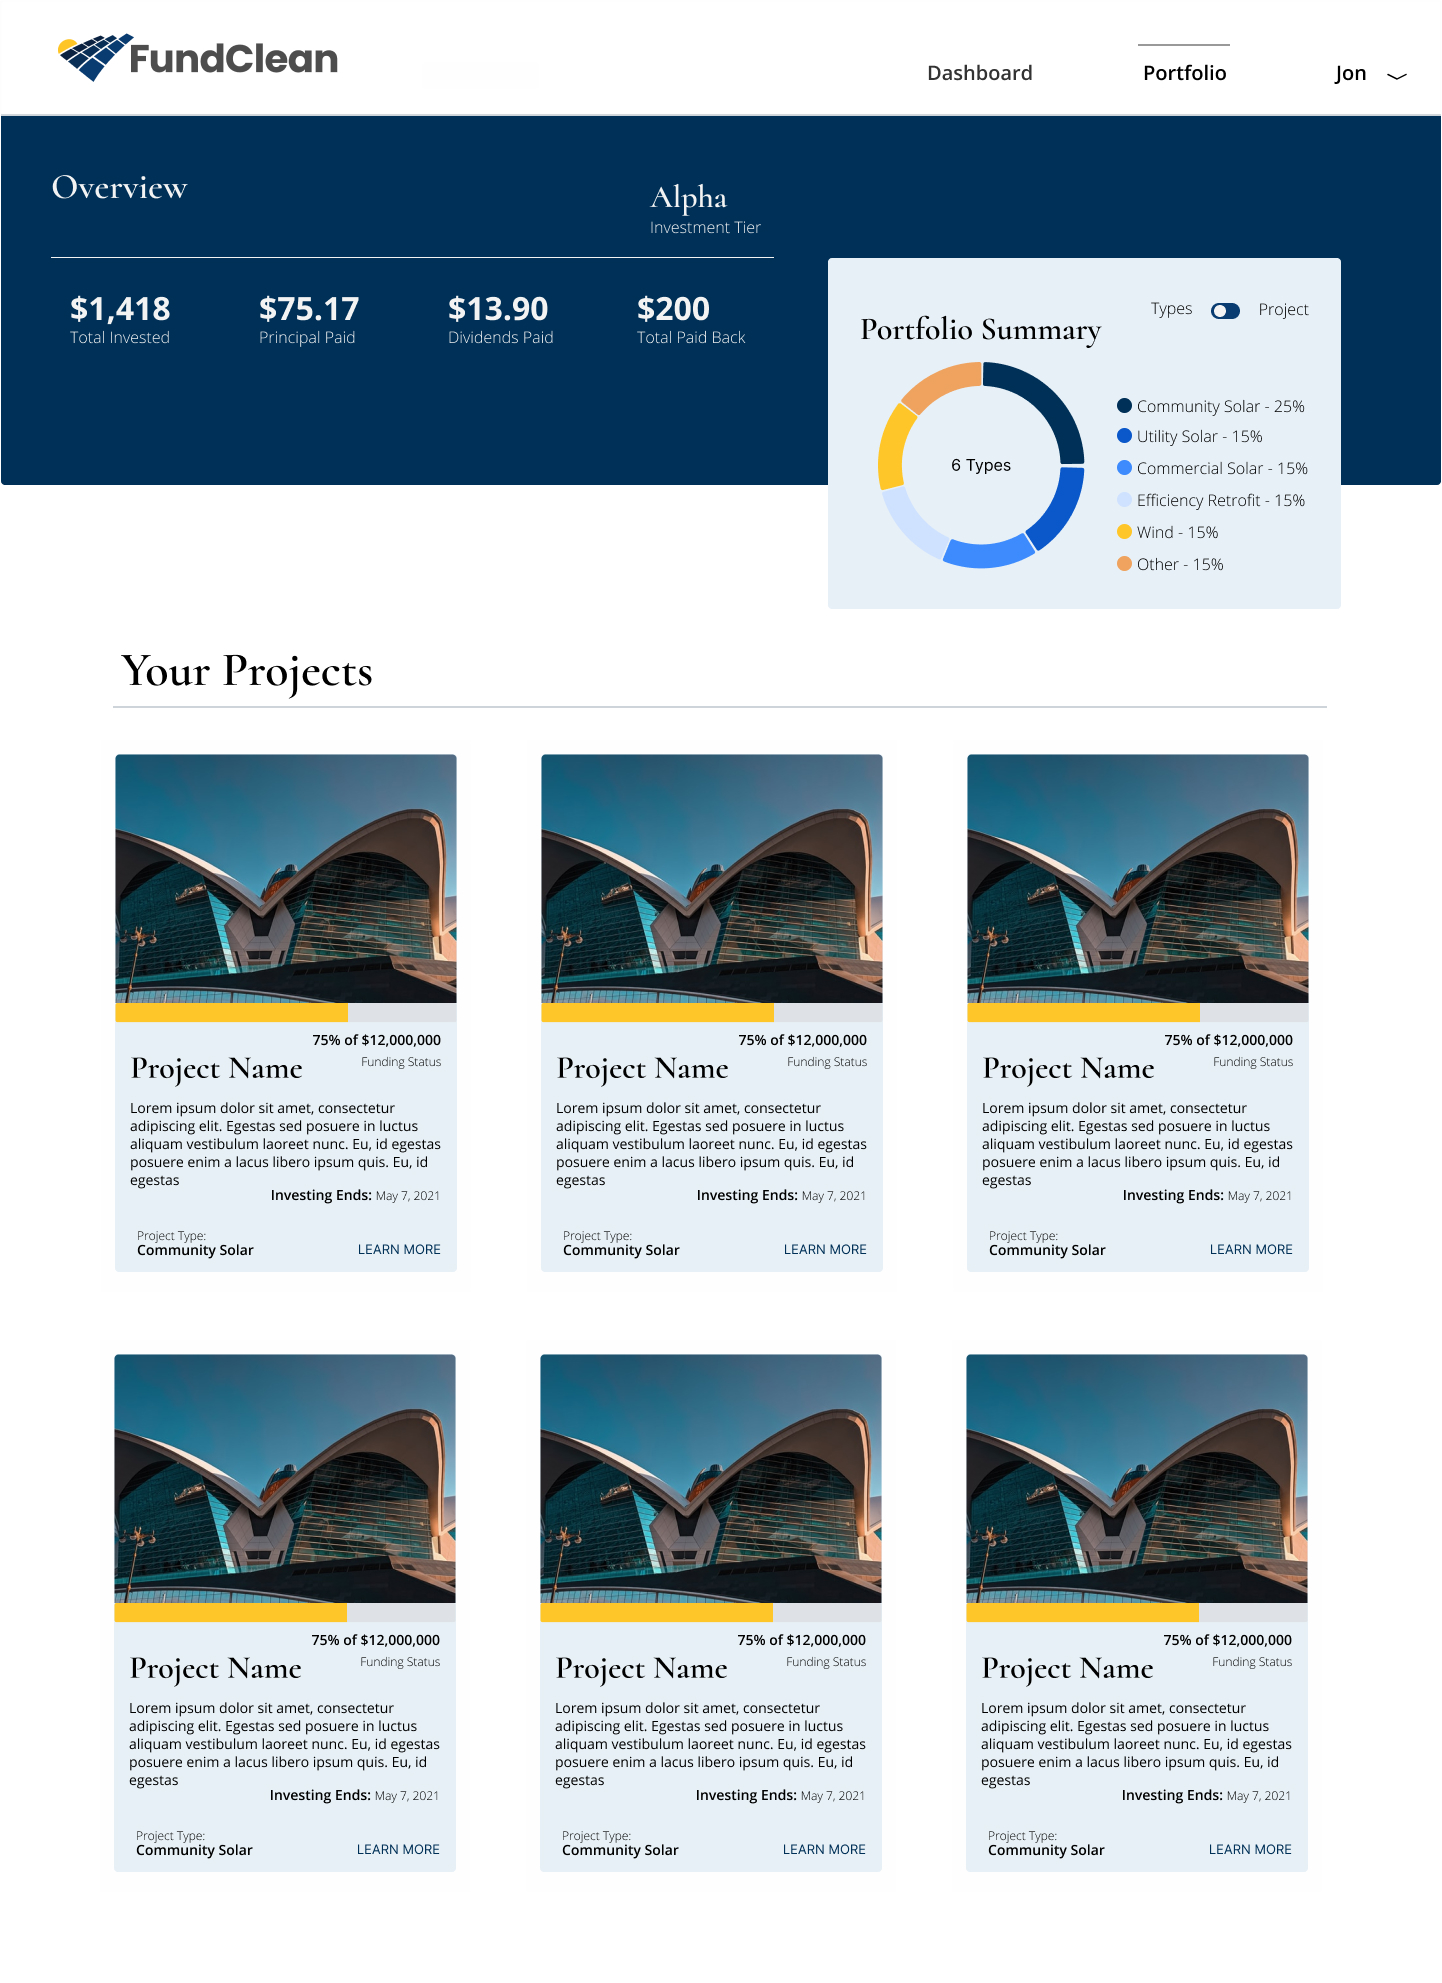 FundClean
Dashboard
Portfolio
Jon
Overview
Alpha
Investment Tier
$1,418
Total Invested
$75.17
Principal Paid
$13.90
Dividends Paid
$200
Total Paid Back
Types
Project
Portfolio Summary
6 Types
Community Solar - 25%
Utility Solar - 15%
Commercial Solar - 15%
Efficiency Retrofit - 15%
Wind - 15%
Other - 15%
Your Projects
75% of $12,000,000
Funding Status
Project Name
Lorem ipsum dolor sit amet, consectetur
adipiscing elit. Egestas sed posuere in luctus
aliquam vestibulum laoreet nunc. Eu, id egestas
posuere enim a lacus libero ipsum quis. Eu, id
egestas
Investing Ends: May 7, 2021
Project Type:
Community Solar
LEARN MORE
75% of $12,000,000
Funding Status
Project Name
Lorem ipsum dolor sit amet, consectetur
adipiscing elit. Egestas sed posuere in luctus
aliquam vestibulum laoreet nunc. Eu, id egestas
posuere enim a lacus libero ipsum quis. Eu, id
egestas
Investing Ends: May 7, 2021
Project Type:
Community Solar
LEARN MORE
75% of $12,000,000
Funding Status
Project Name
Lorem ipsum dolor sit amet, consectetur
adipiscing elit. Egestas sed posuere in luctus
aliquam vestibulum laoreet nunc. Eu, id egestas
posuere enim a lacus libero ipsum quis. Eu, id
egestas
Investing Ends: May 7, 2021
Project Type:
Community Solar
LEARN MORE
75% of $12,000,000
Funding Status
Project Name
Lorem ipsum dolor sit amet, consectetur
adipiscing elit. Egestas sed posuere in luctus
aliquam vestibulum laoreet nunc. Eu, id egestas
posuere enim a lacus libero ipsum quis. Eu, id
egestas
Investing Ends: May 7, 2021
Project Type:
Community Solar
LEARN MORE
75% of $12,000,000
Funding Status
Project Name
Lorem ipsum dolor sit amet, consectetur
adipiscing elit. Egestas sed posuere in luctus
aliquam vestibulum laoreet nunc. Eu, id egestas
posuere enim a lacus libero ipsum quis. Eu, id
egestas
Investing Ends: May 7, 2021
Project Type:
Community Solar
LEARN MORE
75% of $12,000,000
Funding Status
Project Name
Lorem ipsum dolor sit amet, consectetur
adipiscing elit. Egestas sed posuere in luctus
aliquam vestibulum laoreet nunc. Eu, id egestas
posuere enim a lacus libero ipsum quis. Eu, id
egestas
Investing Ends: May 7, 2021
Project Type:
Community Solar
LEARN MORE